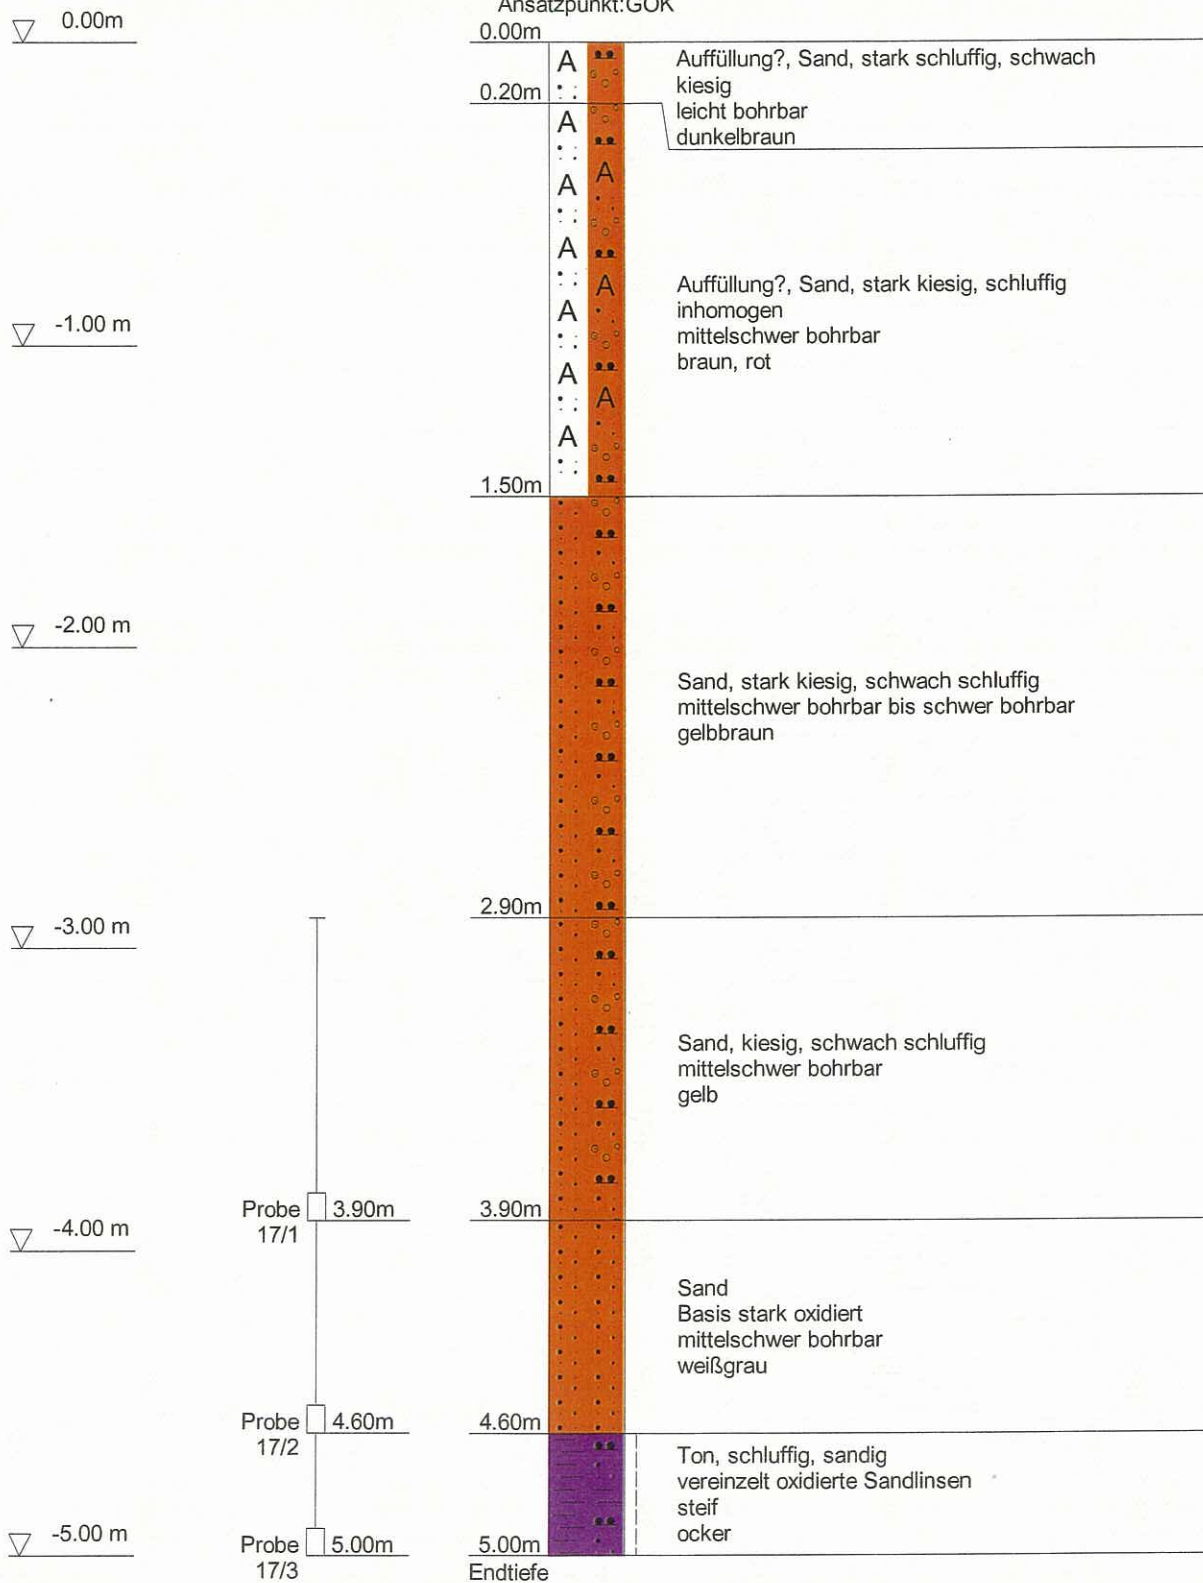 Ansatzpunkt:GOK
0.00m
0.00m
A
Auffüllung?, Sand, stark schluffig, schwach
kiesig
leicht bohrbar
dunkelbraun
0.20m
A
A
A
A
A
A
A
A
A
Auffüllung?, Sand, stark kiesig, schluffig
inhomogen
mittelschwer bohrbar
braun, rot
-1.00 m
1.50m
-2.00 m
Sand, stark kiesig, schwach schluffig
mittelschwer bohrbar bis schwer bohrbar
gelbbraun
2.90m
-3.00 m
Sand, kiesig, schwach schluffig
mittelschwer bohrbar
gelb
Probe 3.90m
17/1
3.90m
-4.00 m
Sand
Basis stark oxidiert
mittelschwer bohrbar
weißgrau
Probe 4.60m
17/2
4.60m
Ton, schluffig, sandig
vereinzelt oxidierte Sandlinsen
steif
ocker
-5.00 m
Probe 5.00m
17/3
5.00m
Endtiefe